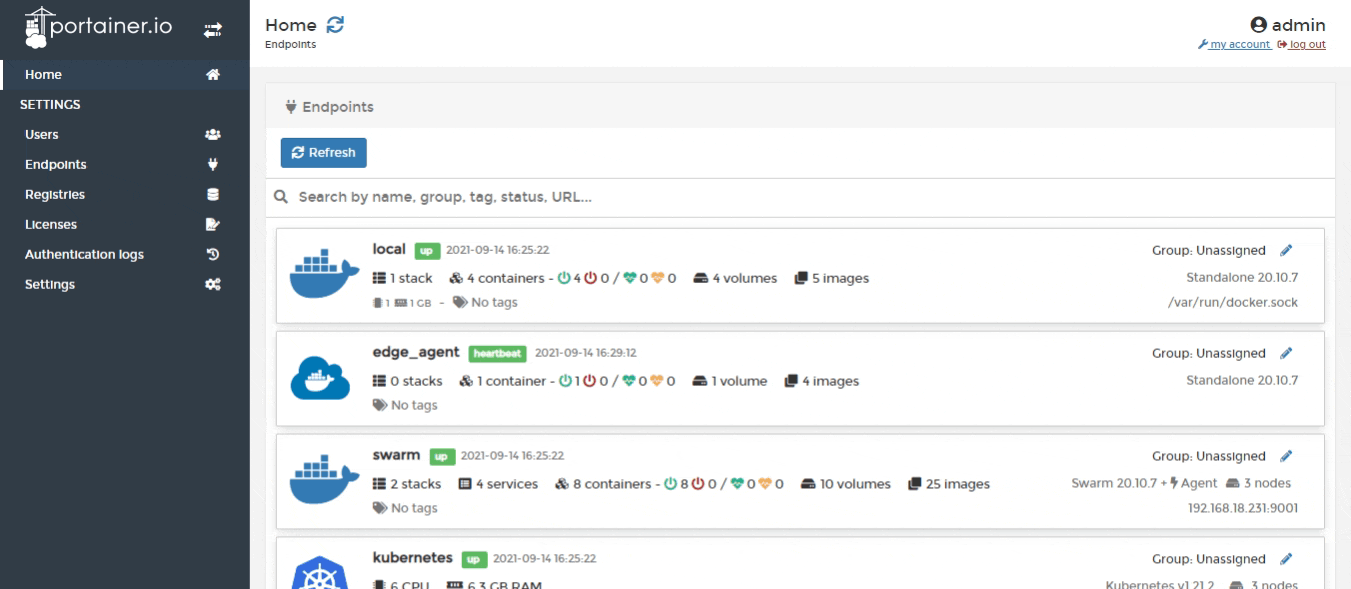 portainer.io
Home
SETTINGS
Users
Endpoints
Registries
Licenses
Authentication logs
Settings
Home
Endpoints
admin
my account log out
Endpoints
Refresh
Search by name, group, tag, status, URL...
local up 2021-09-14 16:25:22 Group: Unassigned
1 stack 4 containers - 4 0 / 0 0 4 volumes 5 images Standalone 20.10.7
1 1 GB - No tags /var/run/docker.sock
edge_agent heartbeat 2021-09-14 16:29:12 Group: Unassigned
0 stacks 1 container - 1 0 / 0 0 1 volume 4 images Standalone 20.10.7
No tags
swarm up 2021-09-14 16:25:22 Group: Unassigned
2 stacks 4 services 8 containers - 8 0 / 0 0 10 volumes 25 images Swarm 20.10.7 + Agent 3 nodes
No tags 192.168.18.231:9001
kubernetes up 2021-09-14 16:25:22 Group: Unassigned
6 CPU 6.3 GB RAM Kubernetes v1.21.2 3 nodes